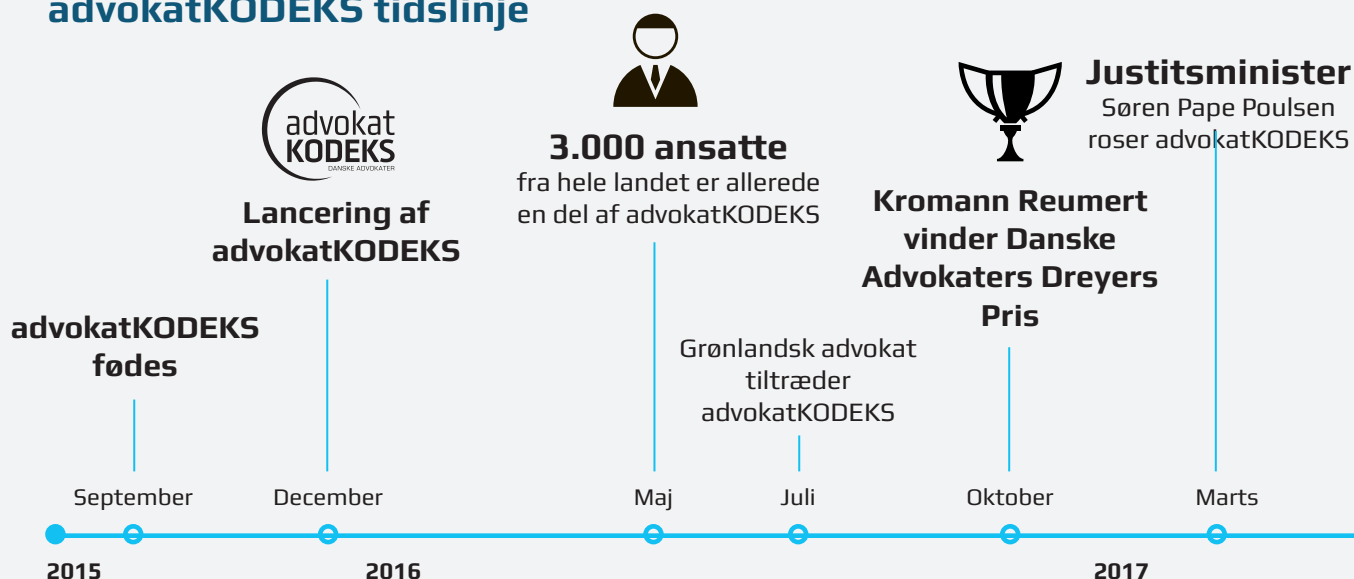 advokatKODEKS tidslinje
advokatKODEKS
fødes
advokat
KODEKS
DANSKE ADVOKATER
Lancering af
advokatKODEKS
3.000 ansatte
fra hele landet er allerede
en del af advokatKODEKS
Grønlandsk advokat
tiltræder
advokatKODEKS
Kromann Reumert
vinder Danske
Advokaters Dreyers
Pris
Justitsminister
Søren Pape Poulsen
roser advokatKODEKS
September
December
Maj
Juli
Oktober
Marts
2015
2016
2017